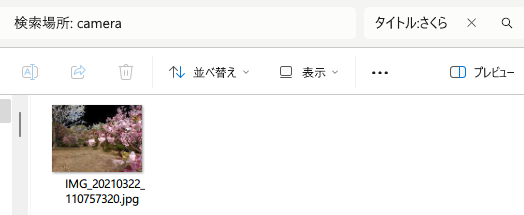 検索場所: camera
タイトル:さくら
並べ替え
表示
プレビュー
IMG_20210322_
110757320.jpg